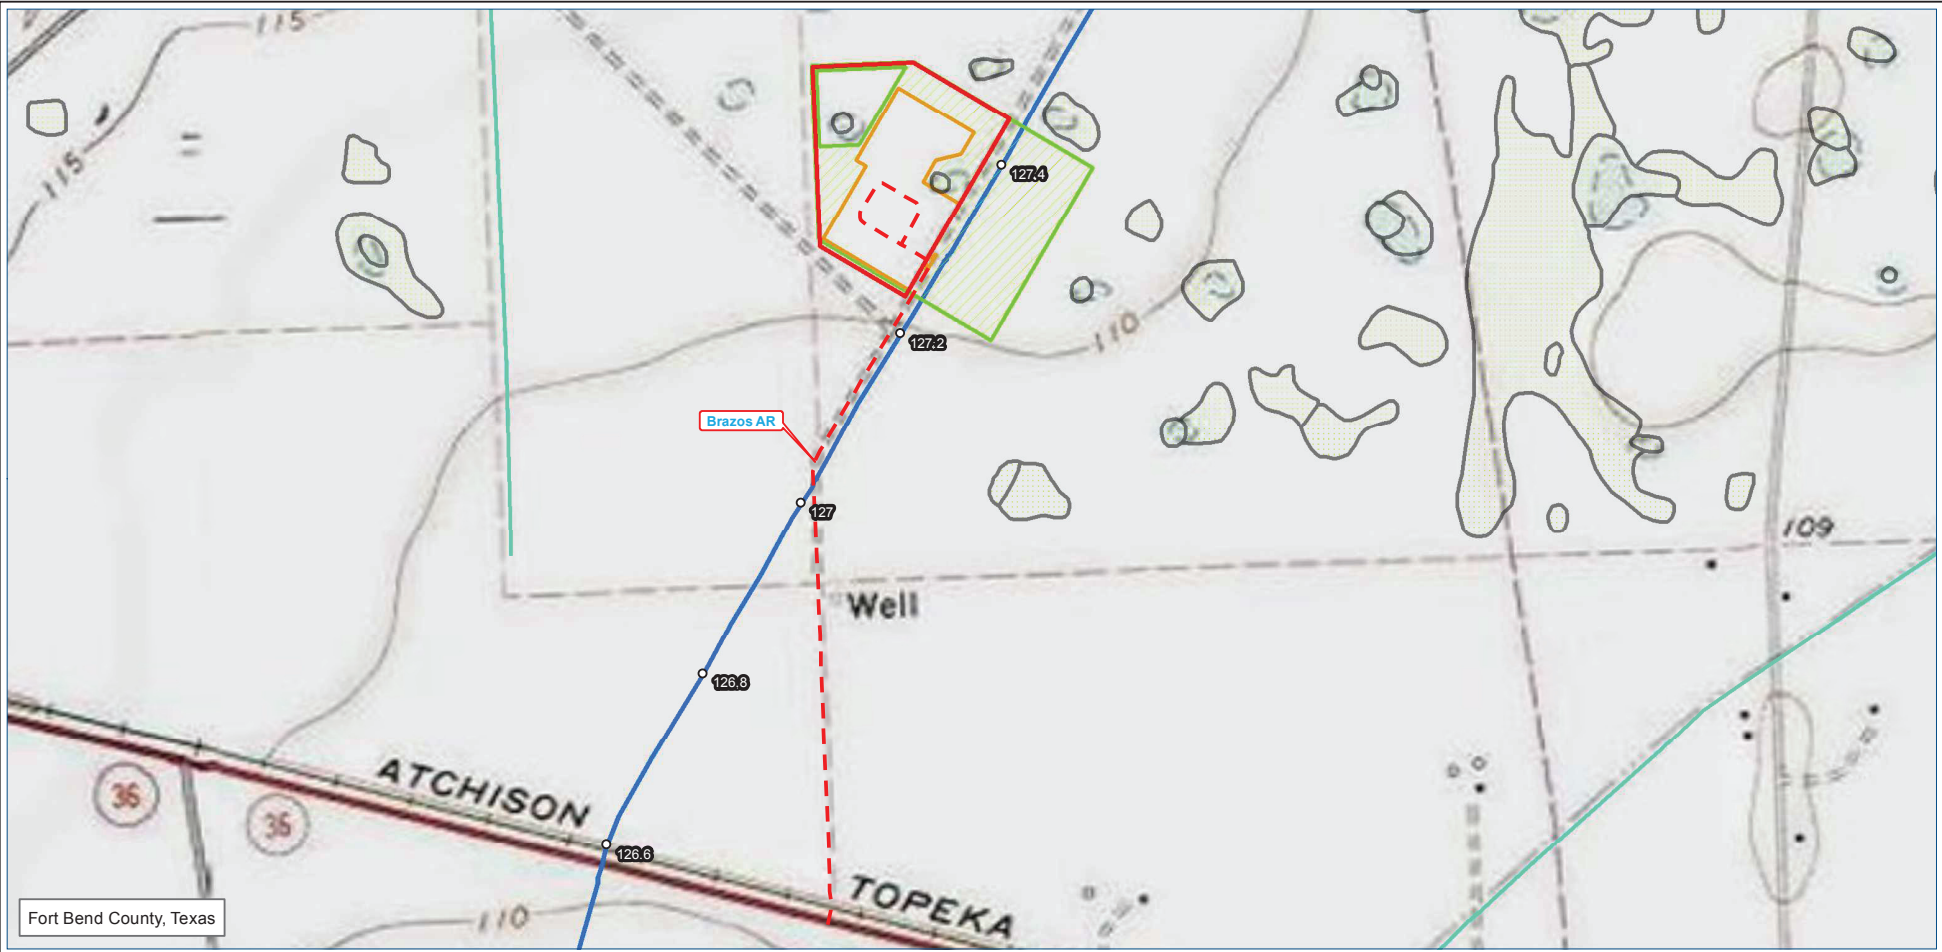 115
115
127.4
110
127.2
Brazos AR
127
109
Well
126.8
ATCHISON
36
36
126.6
TOPEKA
110
Fort Bend County, Texas